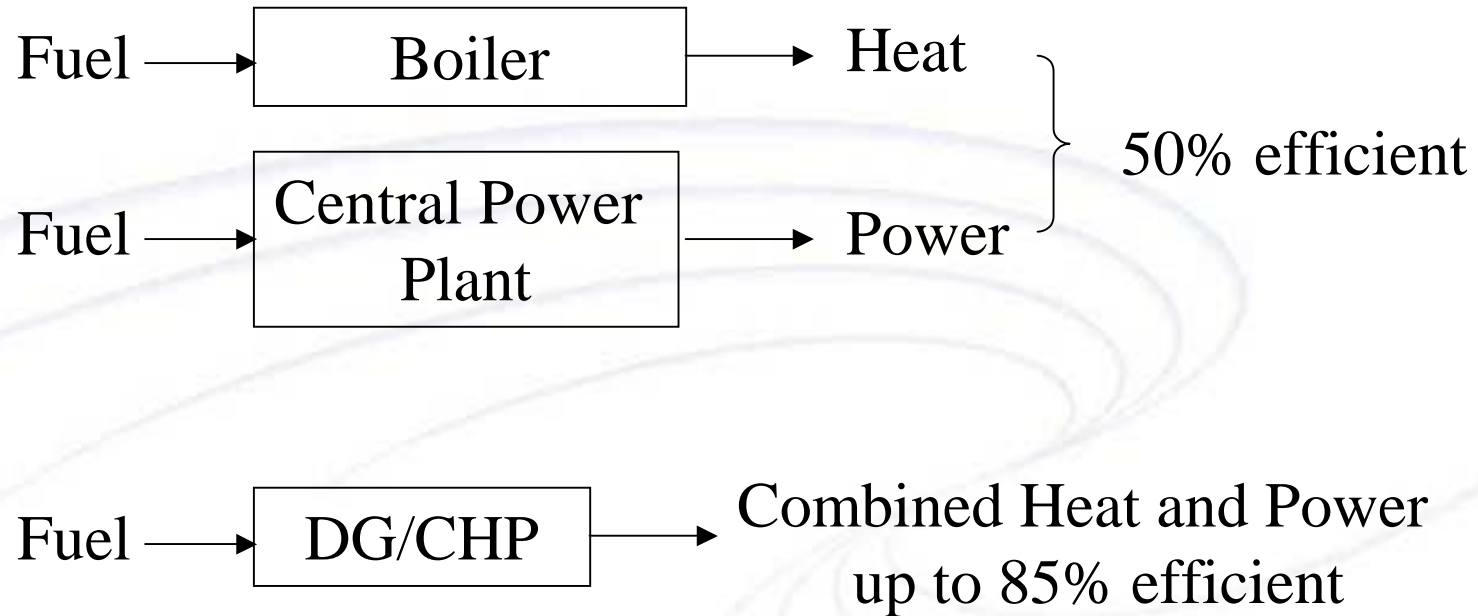 Fuel Boiler Heat
50% efficient
Fuel Central Power
Plant Power
Fuel DG/CHP Combined Heat and Power
up to 85% efficient